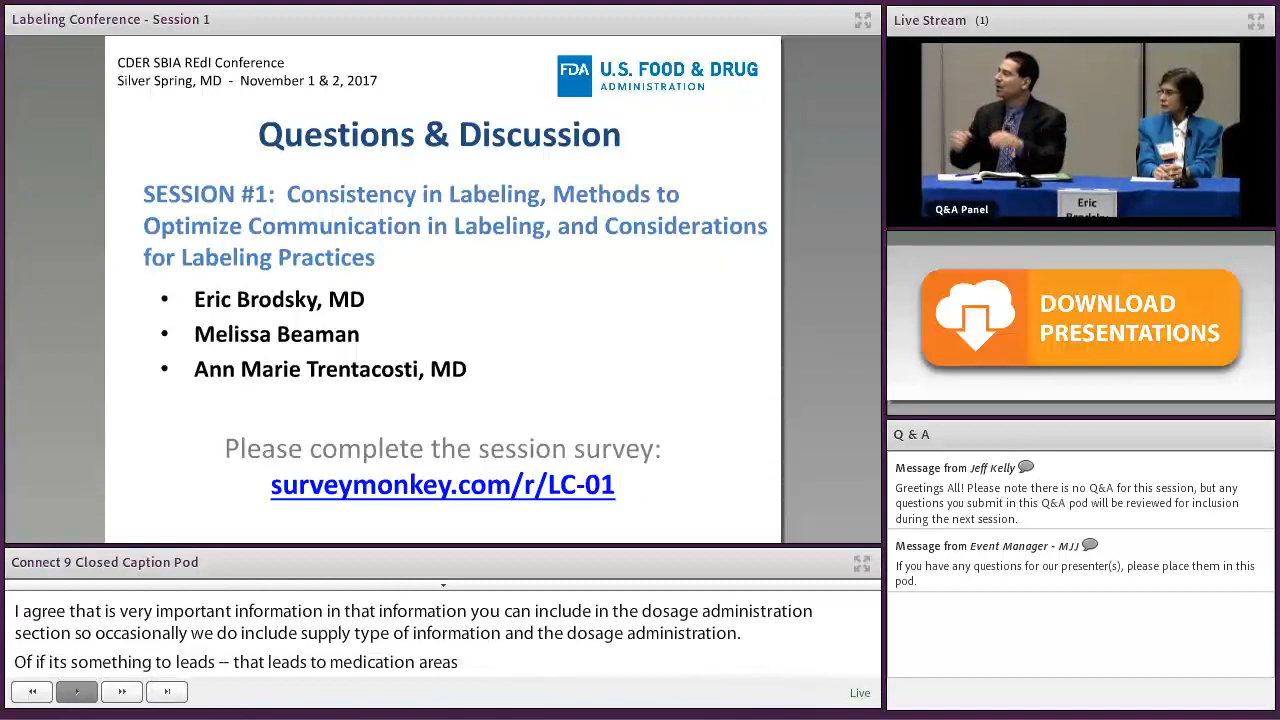 Labeling Conference - Session 1
CDER SBIA REdI Conference
Silver Spring, MD  -  November 1 & 2, 2017
FDA U.S. FOOD & DRUG
ADMINISTRATION
Questions & Discussion
SESSION #1:  Consistency in Labeling, Methods to
Optimize Communication in Labeling, and Considerations
for Labeling Practices
• Eric Brodsky, MD
• Melissa Beaman
• Ann Marie Trentacosti, MD
Please complete the session survey:
surveymonkey.com/r/LC-01
Connect 9 Closed Caption Pod
I agree that is very important information in that information you can include in the dosage administration
section so occasionally we do include supply type of information and the dosage administration.
Of if its something to leads -- that leads to medication areas
Live
Live Stream (1)
Q&A Panel
Eric
Brodsky
DOWNLOAD
PRESENTATIONS
Q & A
Message from Jeff Kelly
Greetings All! Please note there is no Q&A for this session, but any
questions you submit in this Q&A pod will be reviewed for inclusion
during the next session.
Message from Event Manager - MJJ
If you have any questions for our presenter(s), please place them in this
pod.